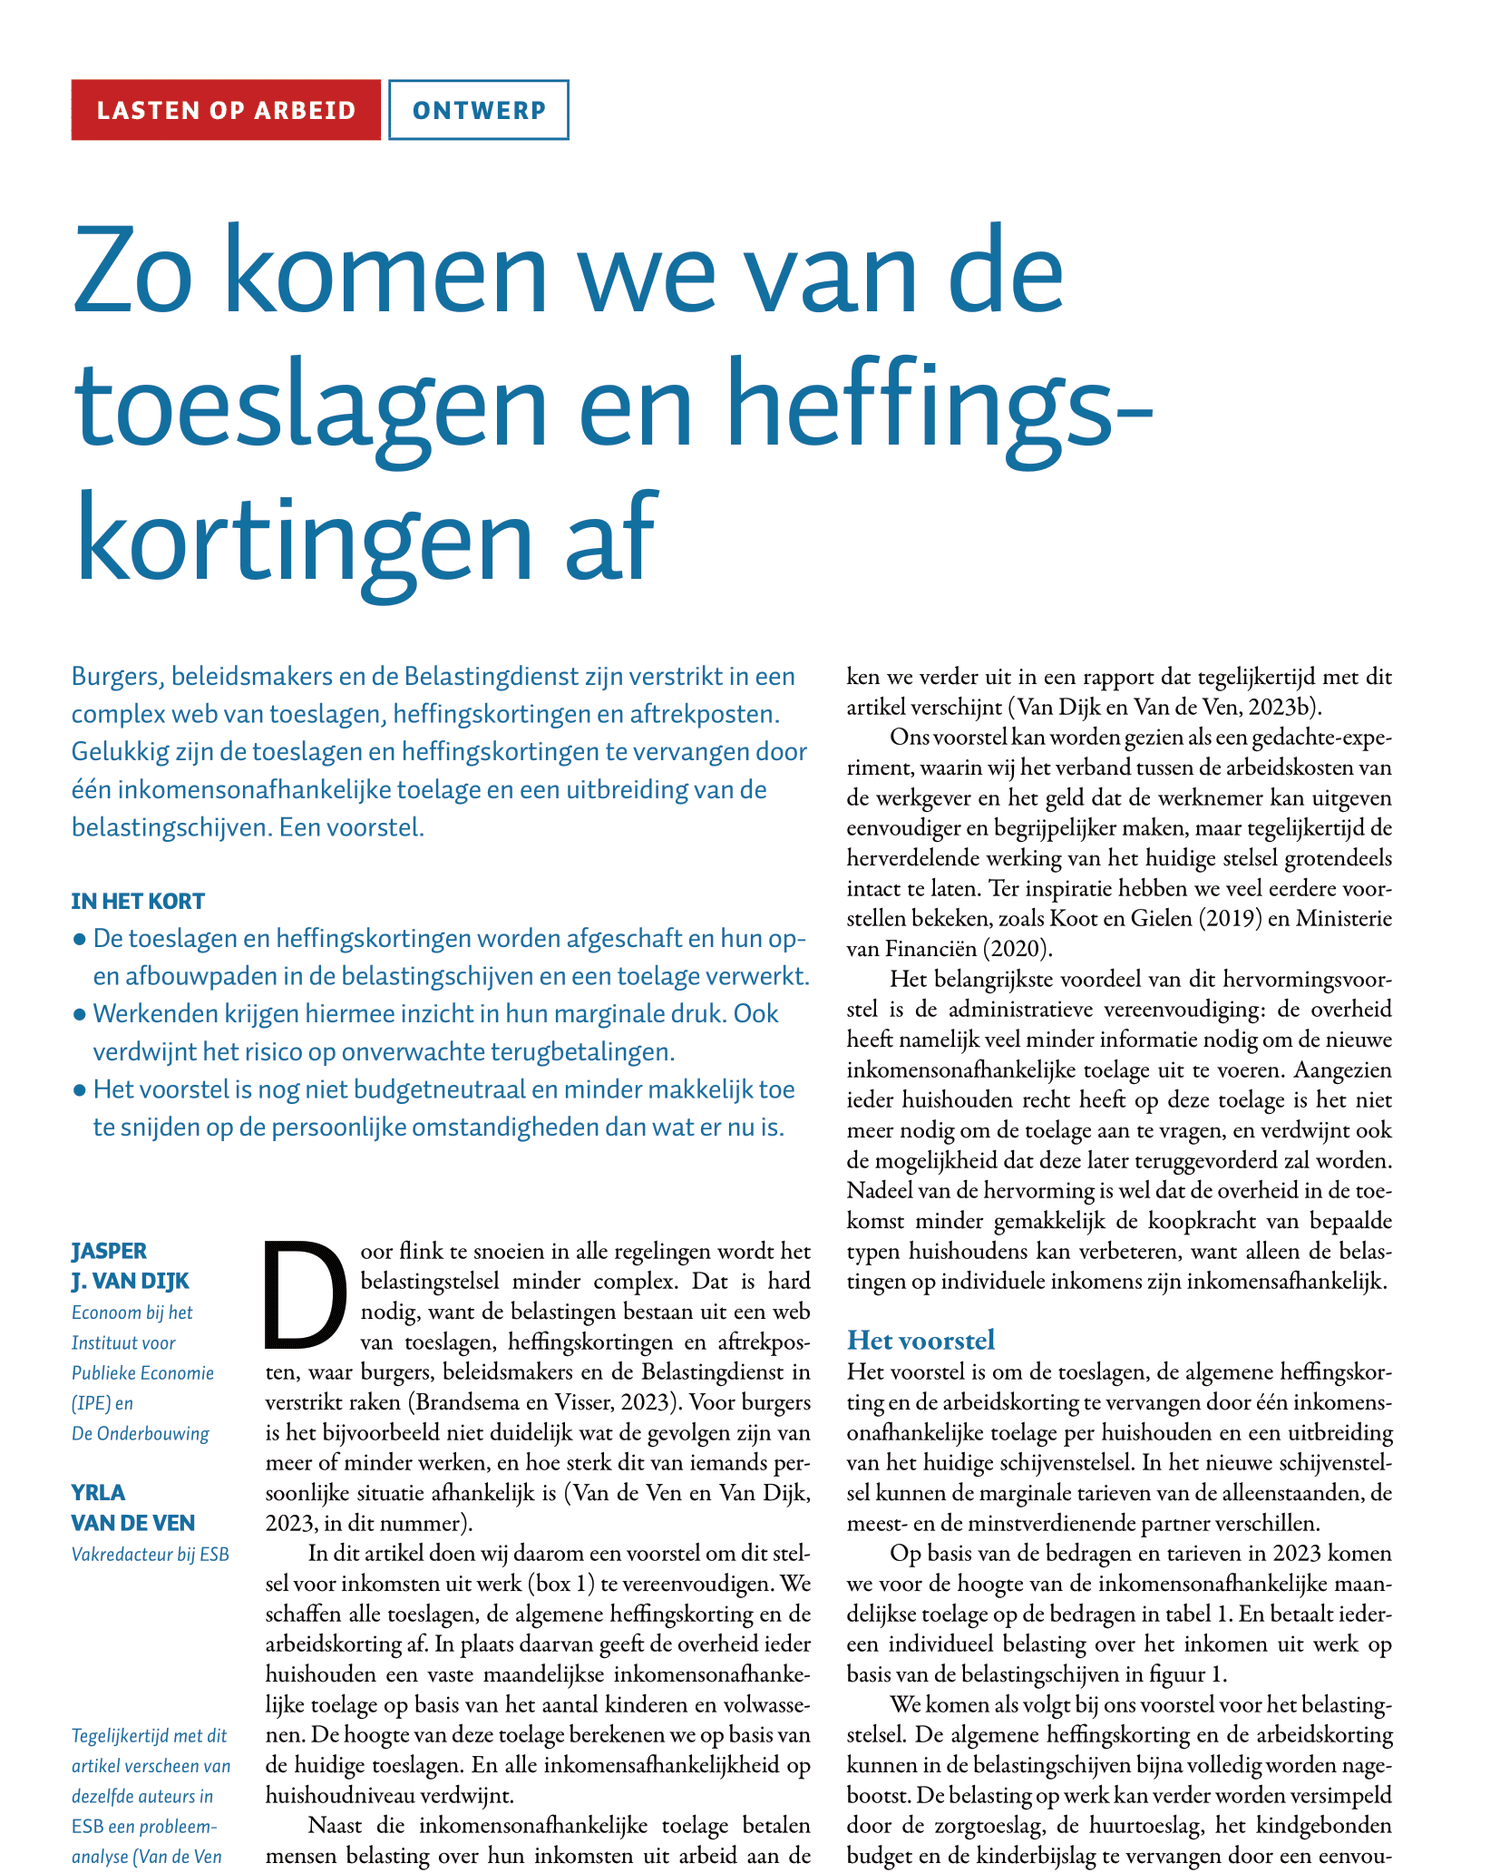 LASTEN OP ARBEID
ONTWERP
Zo komen we van de
toeslagen en heffings-
kortingen af
Burgers, beleidsmakers en de Belastingdienst zijn verstrikt in een
complex web van toeslagen, heffingskortingen en aftrekposten.
Gelukkig zijn de toeslagen en heffingskortingen te vervangen door
één inkomensonafhankelijke toelage en een uitbreiding van de
belastingschijven. Een voorstel.
IN HET KORT
● De toeslagen en heffingskortingen worden afgeschaft en hun op-
en afbouwpaden in de belastingschijven en een toelage verwerkt.
● Werkenden krijgen hiermee inzicht in hun marginale druk. Ook
verdwijnt het risico op onverwachte terugbetalingen.
● Het voorstel is nog niet budgetneutraal en minder makkelijk toe
te snijden op de persoonlijke omstandigheden dan wat er nu is.
JASPER
J. VAN DIJK
Econoom bij het
Instituut voor
Publieke Economie
(IPE) en
De Onderbouwing
YRLA
VAN DE VEN
Vakredacteur bij ESB
Tegelijkertijd met dit
artikel verscheen van
dezelfde auteurs in
ESB een probleem-
analyse (Van de Ven
Door flink te snoeien in alle regelingen wordt het
belastingstelsel minder complex. Dat is hard
nodig, want de belastingen bestaan uit een web
van toeslagen, heffingskortingen en aftrekpos-
ten, waar burgers, beleidsmakers en de Belastingdienst in
verstrikt raken (Brandsema en Visser, 2023). Voor burgers
is het bijvoorbeeld niet duidelijk wat de gevolgen zijn van
meer of minder werken, en hoe sterk dit van iemands per-
soonlijke situatie afhankelijk is (Van de Ven en Van Dijk,
2023, in dit nummer).
In dit artikel doen wij daarom een voorstel om dit stel-
sel voor inkomsten uit werk (box 1) te vereenvoudigen. We
schaffen alle toeslagen, de algemene heffingskorting en de
arbeidskorting af. In plaats daarvan geeft de overheid ieder
huishouden een vaste maandelijkse inkomensonafhanke-
lijke toelage op basis van het aantal kinderen en volwasse-
nen. De hoogte van deze toelage berekenen we op basis van
de huidige toeslagen. En alle inkomensafhankelijkheid op
huishoudniveau verdwijnt.
Naast die inkomensonafhankelijke toelage betalen
mensen belasting over hun inkomsten uit arbeid aan de
ken we verder uit in een rapport dat tegelijkertijd met dit
artikel verschijnt (Van Dijk en Van de Ven, 2023b).
Ons voorstel kan worden gezien als een gedachte-expe-
riment, waarin wij het verband tussen de arbeidskosten van
de werkgever en het geld dat de werknemer kan uitgeven
eenvoudiger en begrijpelijker maken, maar tegelijkertijd de
herverdelende werking van het huidige stelsel grotendeels
intact te laten. Ter inspiratie hebben we veel eerdere voor-
stellen bekeken, zoals Koot en Gielen (2019) en Ministerie
van Financiën (2020).
Het belangrijkste voordeel van dit hervormingsvoor-
stel is de administratieve vereenvoudiging: de overheid
heeft namelijk veel minder informatie nodig om de nieuwe
inkomensonafhankelijke toelage uit te voeren. Aangezien
ieder huishouden recht heeft op deze toelage is het niet
meer nodig om de toelage aan te vragen, en verdwijnt ook
de mogelijkheid dat deze later teruggevorderd zal worden.
Nadeel van de hervorming is wel dat de overheid in de toe-
komst minder gemakkelijk de koopkracht van bepaalde
typen huishoudens kan verbeteren, want alleen de belas-
tingen op individuele inkomens zijn inkomensafhankelijk.
Het voorstel
Het voorstel is om de toeslagen, de algemene heffingskor-
ting en de arbeidskorting te vervangen door één inkomens-
onafhankelijke toelage per huishouden en een uitbreiding
van het huidige schijvenstelsel. In het nieuwe schijvenstel-
sel kunnen de marginale tarieven van de alleenstaanden, de
meest- en de minstverdienende partner verschillen.
Op basis van de bedragen en tarieven in 2023 komen
we voor de hoogte van de inkomensonafhankelijke maan-
delijkse toelage op de bedragen in tabel 1. En betaalt ieder-
een individueel belasting over het inkomen uit werk op
basis van de belastingschijven in figuur 1.
We komen als volgt bij ons voorstel voor het belasting-
stelsel. De algemene heffingskorting en de arbeidskorting
kunnen in de belastingschijven bijna volledig worden nage-
bootst. De belasting op werk kan verder worden versimpeld
door de zorgtoeslag, de huurtoeslag, het kindgebonden
budget en de kinderbijslag te vervangen door een eenvou-